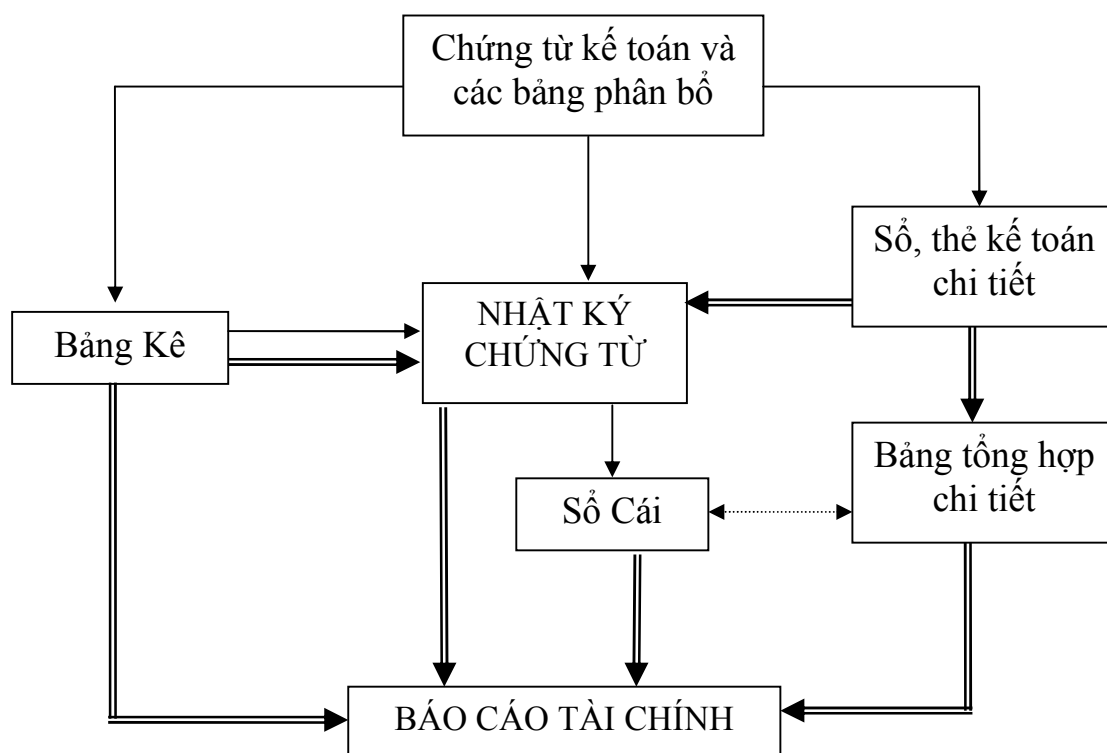 Chứng từ kế toán và
các bảng phân bổ
Sổ, thẻ kế toán
chi tiết
NHẬT KÝ
CHỨNG TỪ
Bảng Kê
Bảng tổng hợp
chi tiết
Sổ Cái
BÁO CÁO TÀI CHÍNH